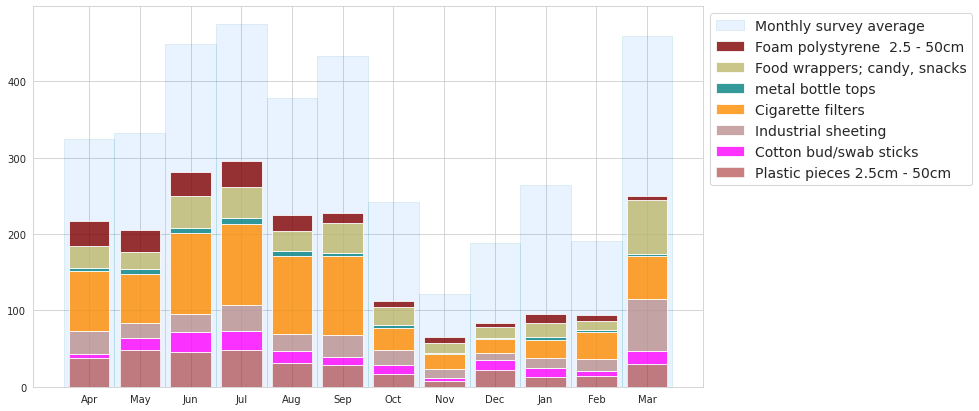 Monthly survey average
Foam polystyrene  2.5 - 50cm
Food wrappers; candy, snacks
metal bottle tops
Cigarette filters
Industrial sheeting
Cotton bud/swab sticks
Plastic pieces 2.5cm - 50cm
400
300
200
100
0
Apr May Jun Jul Aug Sep Oct Nov Dec Jan Feb Mar